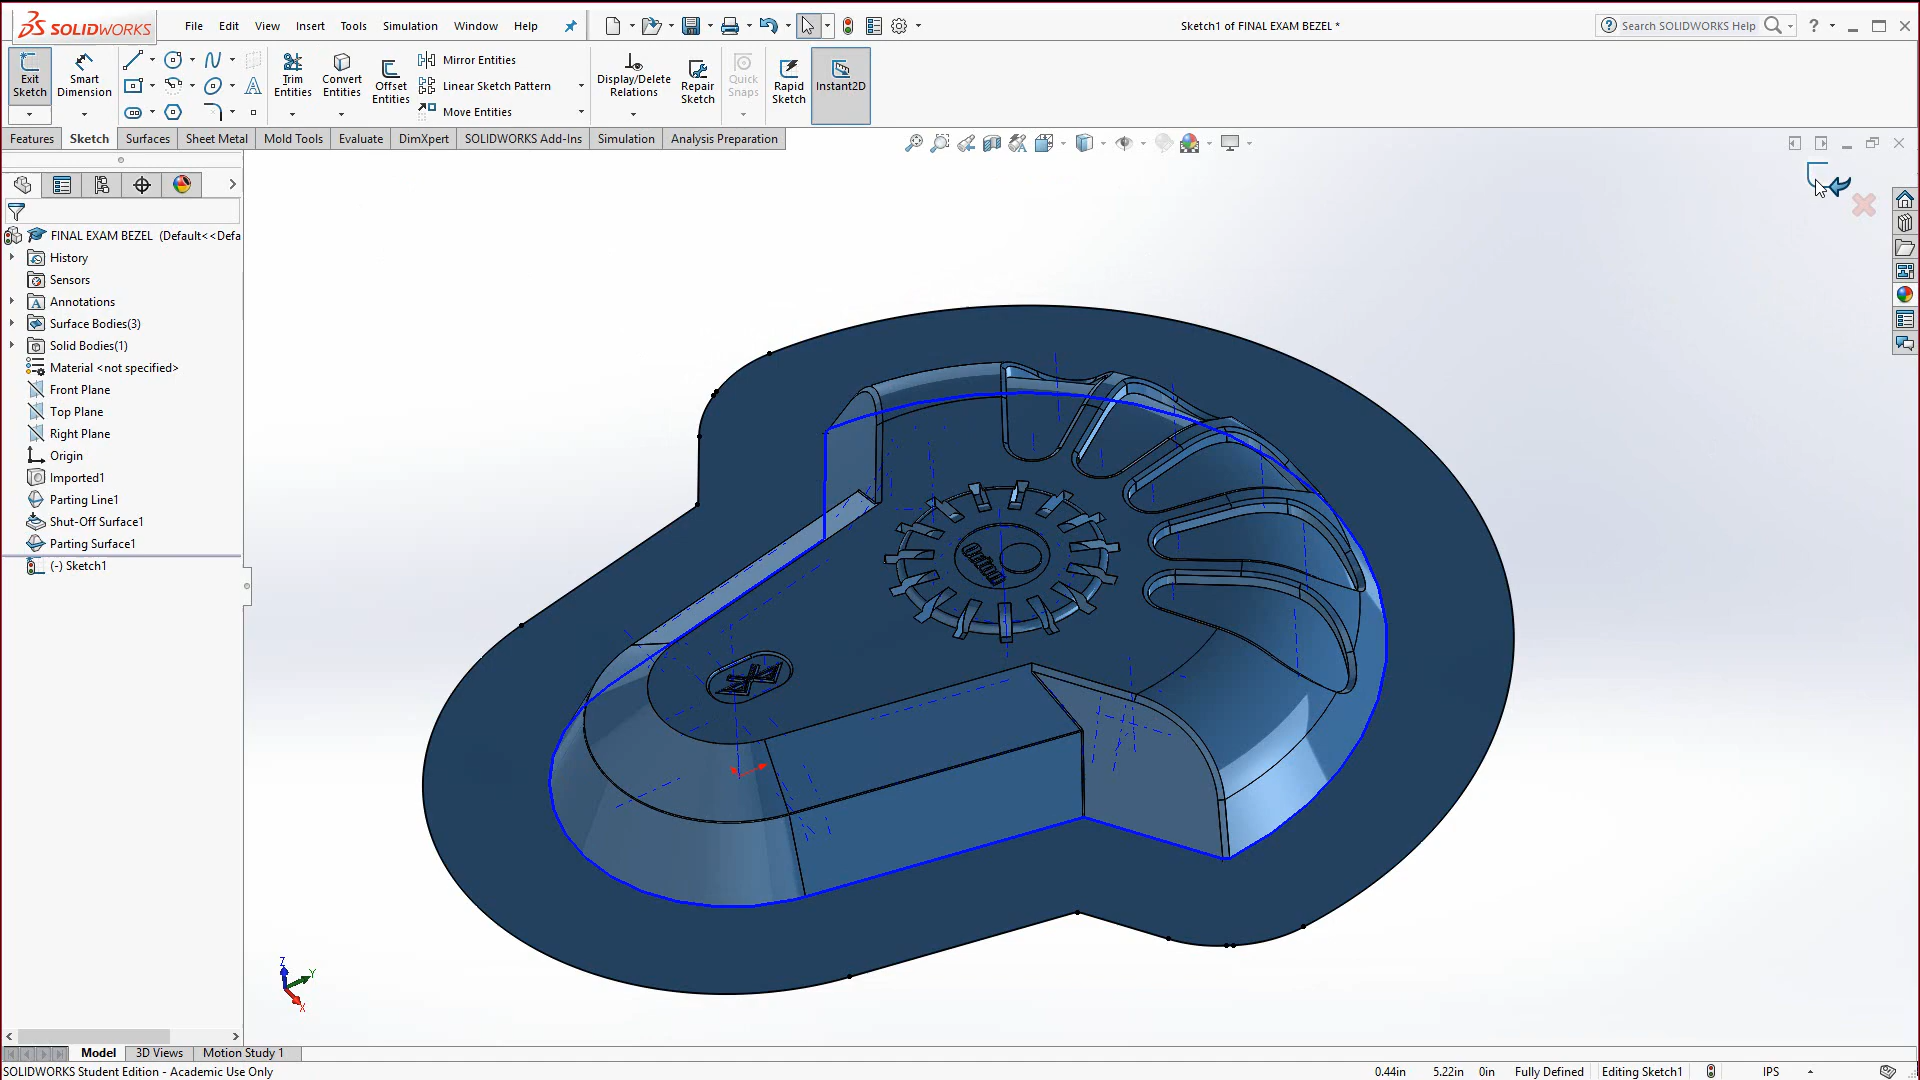 SOLIDWORKS
File Edit View Insert Tools Simulation Window Help
Sketch1 of FINAL EXAM BEZEL *
Search SOLIDWORKS Help
Exit Sketch
Smart Dimension
Trim Entities
Convert Entities
Offset Entities
Mirror Entities
Linear Sketch Pattern
Move Entities
Display/Delete Relations
Repair Sketch
Quick Snaps
Rapid Sketch
Instant2D
Features Sketch Surfaces Sheet Metal Mold Tools Evaluate DimXpert SOLIDWORKS Add-Ins Simulation Analysis Preparation
FINAL EXAM BEZEL (Default<<Defa
History
Sensors
Annotations
Surface Bodies(3)
Solid Bodies(1)
Material <not specified>
Front Plane
Top Plane
Right Plane
Origin
Imported1
Parting Line1
Shut-Off Surface1
Parting Surface1
(-) Sketch1
Z
Y
X
Model 3D Views Motion Study 1
SOLIDWORKS Student Edition - Academic Use Only
0.44in 5.22in 0in Fully Defined Editing Sketch1 IPS